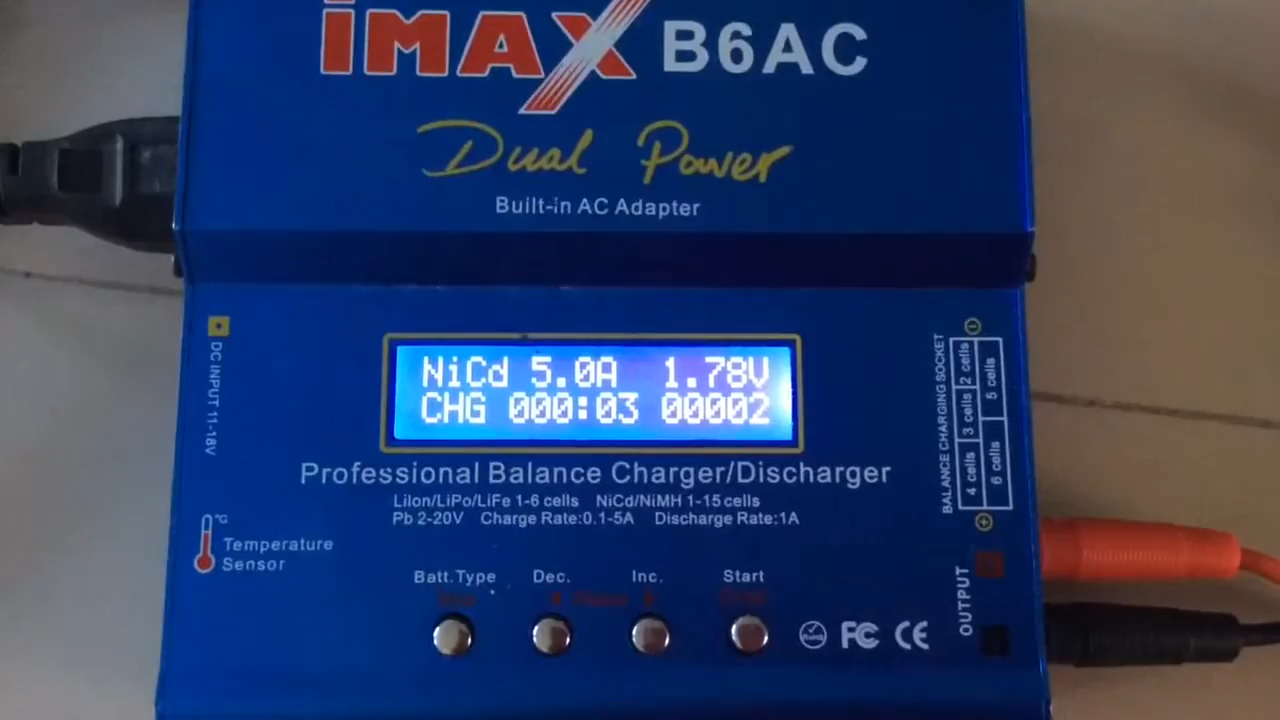 iMAX B6AC
Dual Power
Built-in AC Adapter
DC INPUT 11-18V
NiCd 5.0A 1.78V
CHG 000:03 00002
BALANCE CHARGING SOCKET
2 cells
3 cells
4 cells
5 cells
6 cells
Professional Balance Charger/Discharger
LiIon/LiPo/LiFe 1-6 cells NiCd/NiMH 1-15 cells
Pb 2-20V Charge Rate:0.1-5A Discharge Rate:1A
°C
Temperature
Sensor
Batt.Type Dec. Inc. Start
OUTPUT
RoHS FC CE